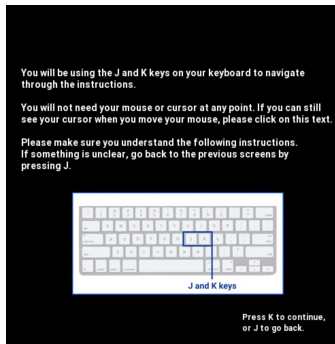 You will be using the J and K keys on your keyboard to navigate
through the instructions.
You will not need your mouse or cursor at any point. If you can still
see your cursor when you move your mouse, please click on this text.
Please make sure you understand the following instructions.
If something is unclear, go back to the previous screens by
pressing J.
J and K keys
Press K to continue,
or J to go back.